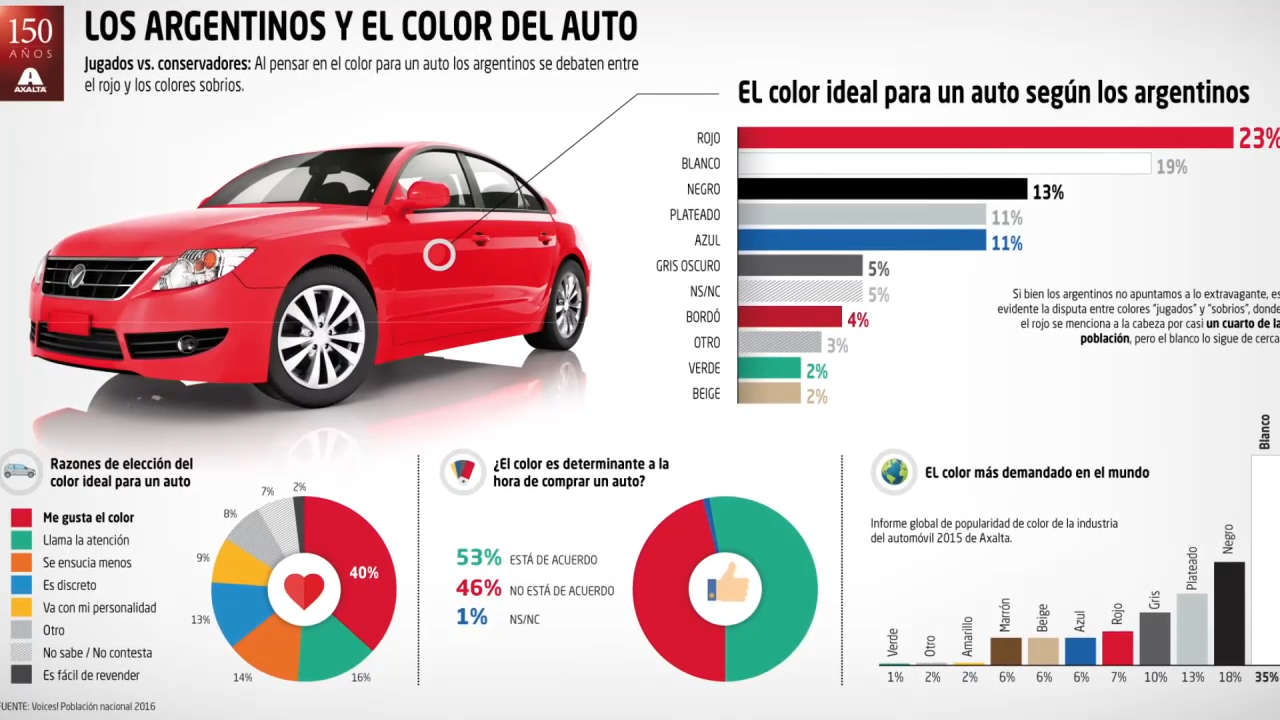 150
AÑOS
AXALTA
LOS ARGENTINOS Y EL COLOR DEL AUTO
Jugados vs. conservadores: Al pensar en el color para un auto los argentinos se debaten entre
el rojo y los colores sobrios.
EL color ideal para un auto según los argentinos
ROJO 23%
BLANCO 19%
NEGRO 13%
PLATEADO 11%
AZUL 11%
GRIS OSCURO 5%
NS/NC 5%
BORDÓ 4%
OTRO 3%
VERDE 2%
BEIGE 2%
Si bien los argentinos no apuntamos a lo extravagante, es
evidente la disputa entre colores "jugados" y "sobrios", donde
el rojo se menciona a la cabeza por casi un cuarto de la
población, pero el blanco lo sigue de cerca.
Razones de elección del
color ideal para un auto
Me gusta el color
Llama la atención
Se ensucia menos
Es discreto
Va con mi personalidad
Otro
No sabe / No contesta
Es fácil de revender
40%
16%
14%
13%
9%
8%
7%
2%
¿El color es determinante a la
hora de comprar un auto?
53% ESTÁ DE ACUERDO
46% NO ESTÁ DE ACUERDO
1% NS/NC
EL color más demandado en el mundo
Informe global de popularidad de color de la industria
del automóvil 2015 de Axalta.
Verde 1%
Otro 2%
Amarillo 2%
Marrón 6%
Beige 6%
Azul 6%
Rojo 7%
Gris 10%
Plateado 13%
Negro 18%
Blanco 35%
FUENTE: Voices! Población nacional 2016